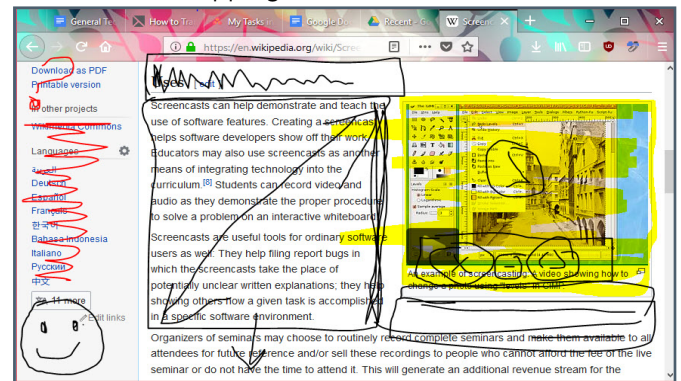 General Te
How to Tra
My Tasks in
Google Do
Recent - Go
Screenc
https://en.wikipedia.org/wiki/Scree
Download as PDF
Printable version
In other projects
Wikimedia Commons
Languages
العربية
Deutsch
Español
Français
한국어
Bahasa Indonesia
Italiano
Русский
中文
11 more
Edit links
Uses [ edit ]
Screencasts can help demonstrate and teach the
use of software features. Creating a screencast
helps software developers show off their work.
Educators may also use screencasts as another
means of integrating technology into the
curriculum.[8] Students can record video and
audio as they demonstrate the proper procedure
to solve a problem on an interactive whiteboard.
Screencasts are useful tools for ordinary software
users as well: They help filing report bugs in
which the screencasts take the place of
potentially unclear written explanations; they help
showing others how a given task is accomplished
in a specific software environment.
An example of screencasting: A video showing how to
change a photo using "levels" in GIMP.
Organizers of seminars may choose to routinely record complete seminars and make them available to all
attendees for future reference and/or sell these recordings to people who cannot afford the fee of the live
seminar or do not have the time to attend it. This will generate an additional revenue stream for the